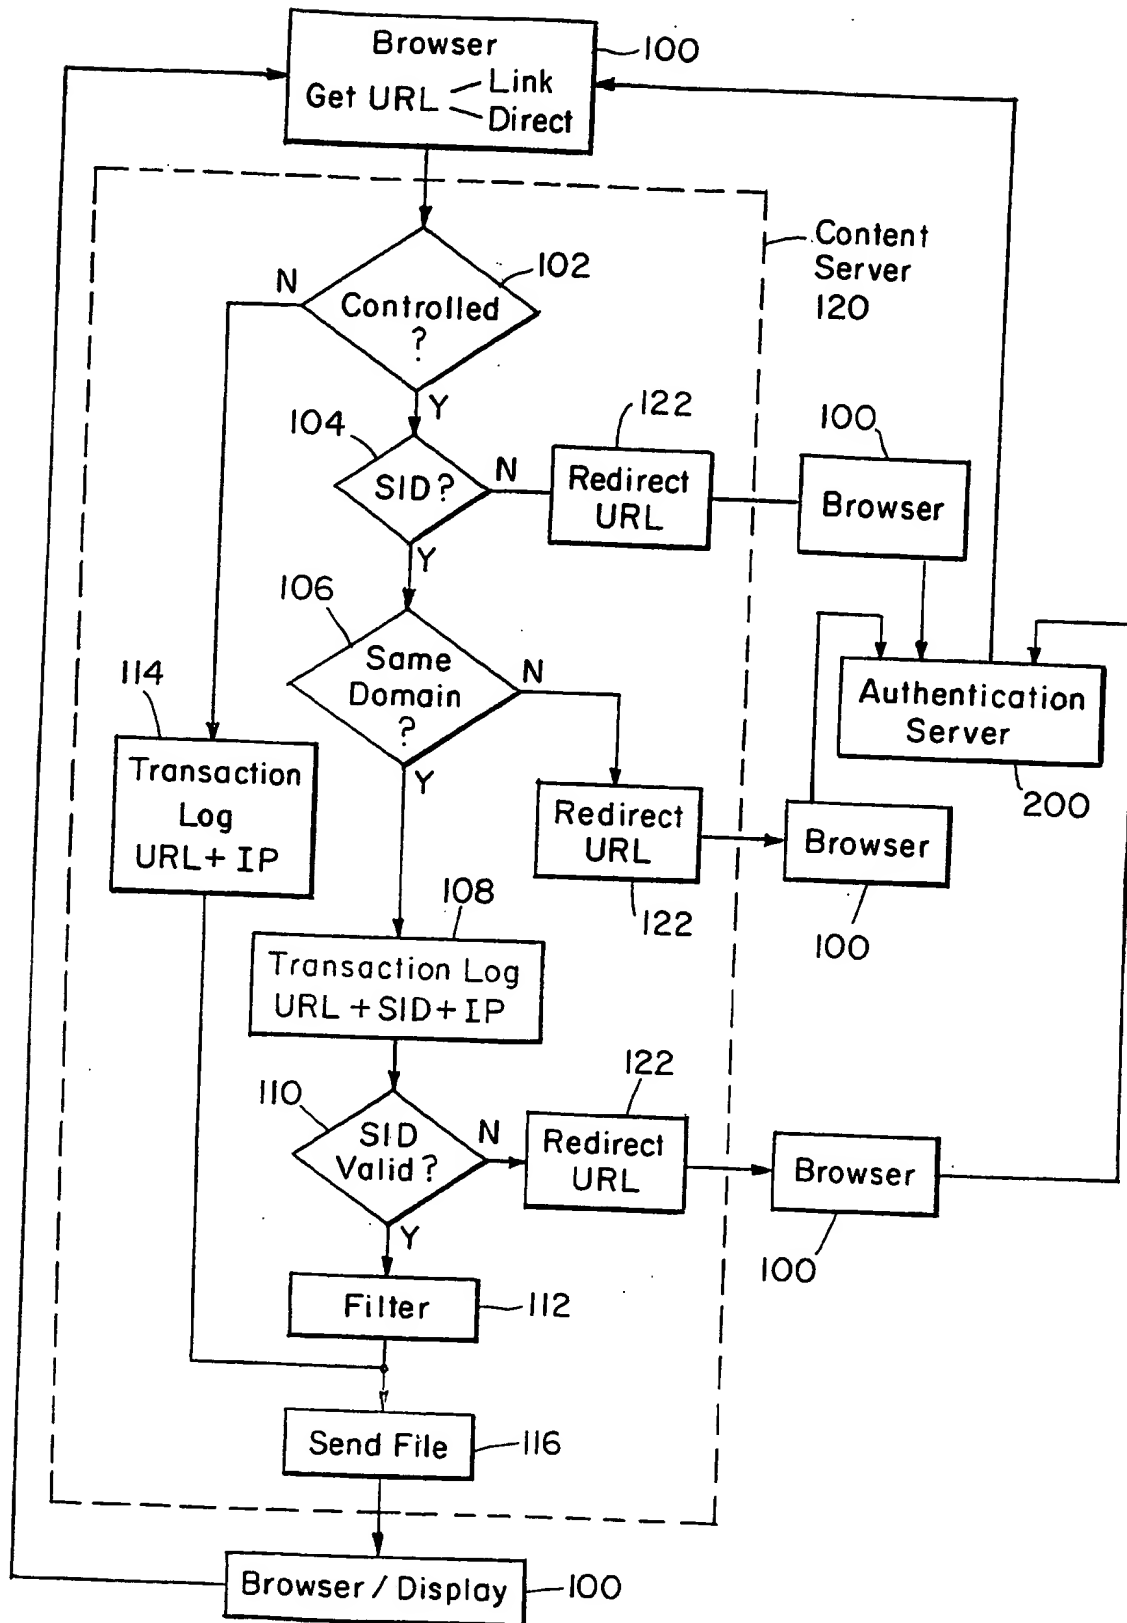 Browser
100
Get URL
Link
Direct
Content
Server
120
N
102
Controlled
?
Y
104
SID?
N
122
Redirect
URL
100
Browser
Y
106
Same
Domain
?
N
Authentication
Server
200
114
Transaction
Log
URL+ IP
Y
Redirect
URL
122
Browser
100
108
Transaction Log
URL + SID + IP
110
SID
Valid?
N
122
Redirect
URL
Browser
100
Y
Filter
112
Send File
116
Browser / Display
100